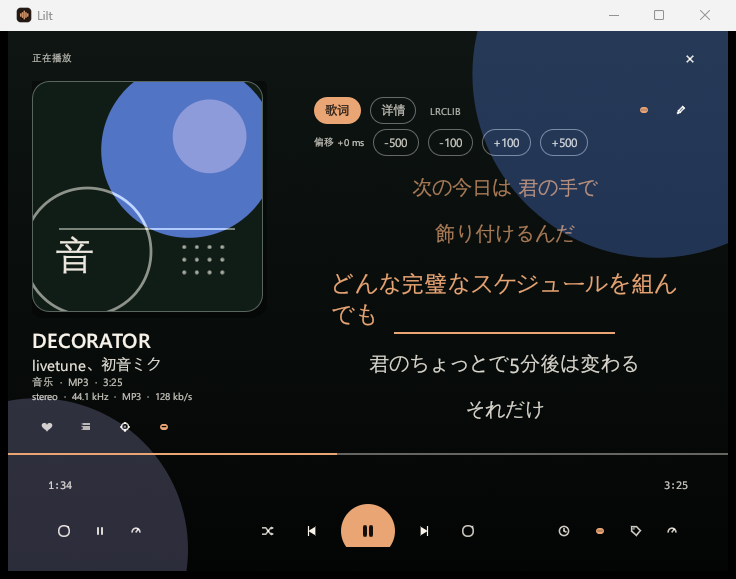 Lilt
正在播放
音
歌词 详情 LRCLIB
偏移 +0 ms -500 -100 +100 +500
次の今日は 君の手で
飾り付けるんだ
どんな完璧なスケジュールを組ん
でも
君のちょっとで5分後は変わる
それだけ
DECORATOR
livetune、初音ミク
音乐 · MP3 · 3:25
stereo · 44.1 kHz · MP3 · 128 kb/s
1:34 3:25